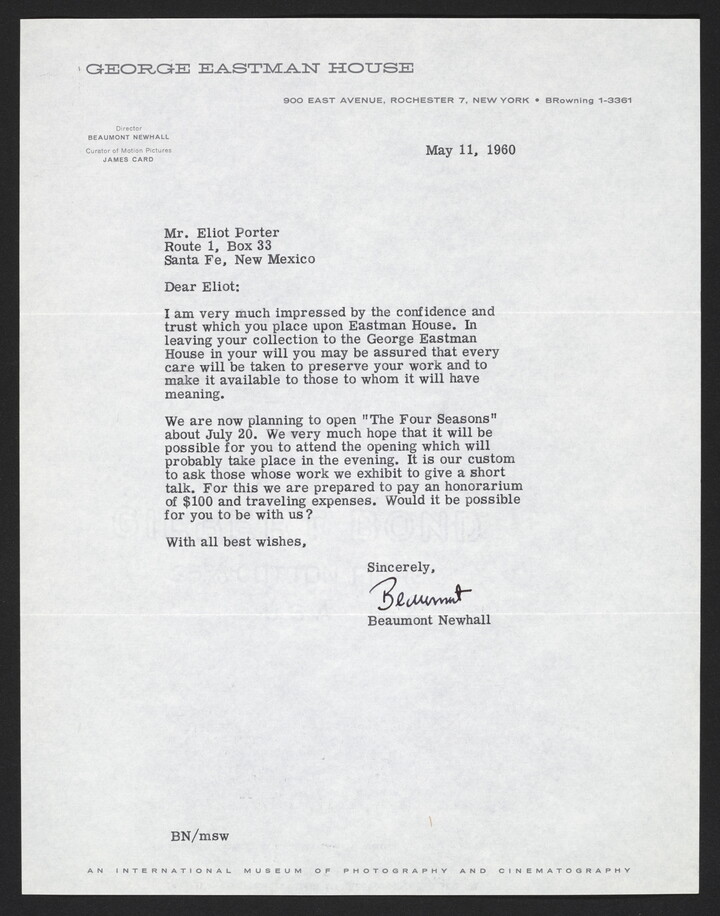 GEORGE EASTMAN HOUSE
900 EAST AVENUE, ROCHESTER 7, NEW YORK • BRowning 1-3361
Director
BEAUMONT NEWHALL
Curator of Motion Pictures
JAMES CARD
May 11, 1960
Mr. Eliot Porter
Route 1, Box 33
Santa Fe, New Mexico
Dear Eliot:
I am very much impressed by the confidence and
trust which you place upon Eastman House. In
leaving your collection to the George Eastman
House in your will you may be assured that every
care will be taken to preserve your work and to
make it available to those to whom it will have
meaning.
We are now planning to open "The Four Seasons"
about July 20. We very much hope that it will be
possible for you to attend the opening which will
probably take place in the evening. It is our custom
to ask those whose work we exhibit to give a short
talk. For this we are prepared to pay an honorarium
of $100 and traveling expenses. Would it be possible
for you to be with us?
With all best wishes,
Sincerely,
Beaumont
Beaumont Newhall
BN/msw
AN INTERNATIONAL MUSEUM OF PHOTOGRAPHY AND CINEMATOGRAPHY